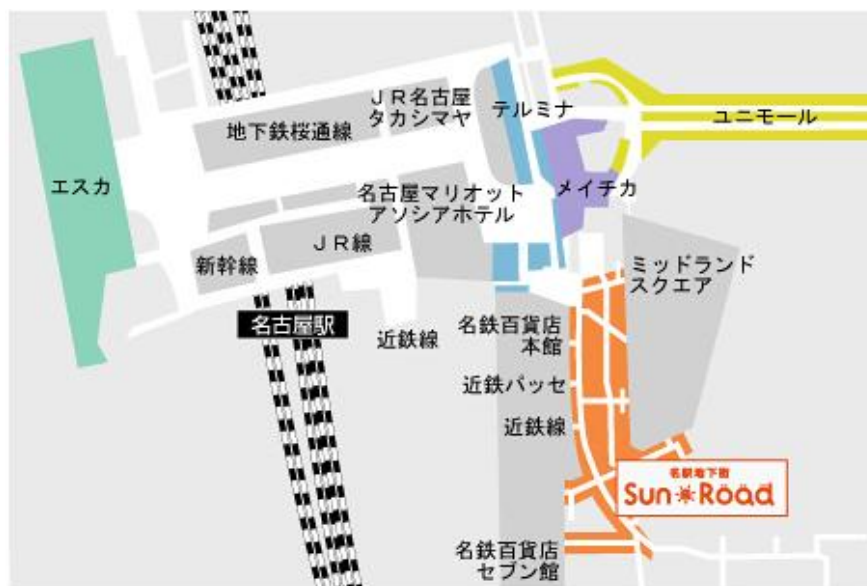 ＪＲ名古屋
タカシマヤ
テルミナ
ユニモール
地下鉄桜通線
エスカ
名古屋マリオット
アソシアホテル
メイチカ
ＪＲ線
新幹線
ミッドランド
スクエア
名古屋駅
近鉄線
名鉄百貨店
本館
近鉄パッセ
近鉄線
名駅地下街
Sun Road
名鉄百貨店
セブン館